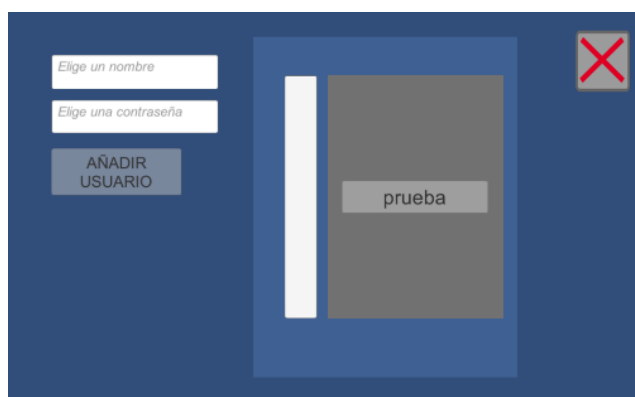 Elige un nombre
Elige una contraseña
AÑADIR
USUARIO
prueba